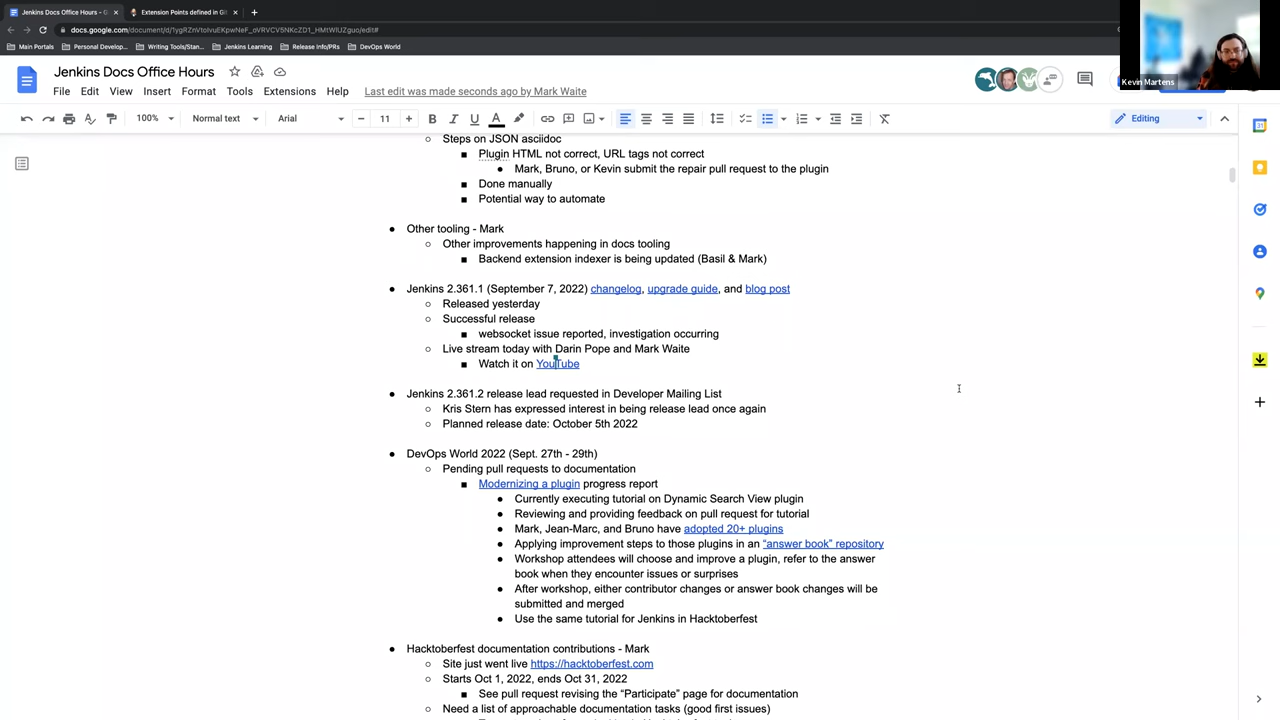 Jenkins Docs Office Hours - G
Extension Points defined in Gi
docs.google.com/document/d/1ygRZnVtoIvuEKpwNeF_oVRVCV5NKcZD1_HMtWlUZguo/edit#
Main Portals
Personal Develop...
Writing Tools/Stan...
Jenkins Learning
Release Info/PRs
DevOps World
Kevin Martens
Jenkins Docs Office Hours
File Edit View Insert Format Tools Extensions Help Last edit was made seconds ago by Mark Waite
100% Normal text Arial 11 Editing
○ Steps on JSON asciidoc
■ Plugin HTML not correct, URL tags not correct
● Mark, Bruno, or Kevin submit the repair pull request to the plugin
■ Done manually
■ Potential way to automate
● Other tooling - Mark
○ Other improvements happening in docs tooling
■ Backend extension indexer is being updated (Basil & Mark)
● Jenkins 2.361.1 (September 7, 2022) changelog, upgrade guide, and blog post
○ Released yesterday
○ Successful release
■ websocket issue reported, investigation occurring
○ Live stream today with Darin Pope and Mark Waite
■ Watch it on YouTube
● Jenkins 2.361.2 release lead requested in Developer Mailing List
○ Kris Stern has expressed interest in being release lead once again
○ Planned release date: October 5th 2022
● DevOps World 2022 (Sept. 27th - 29th)
○ Pending pull requests to documentation
■ Modernizing a plugin progress report
● Currently executing tutorial on Dynamic Search View plugin
● Reviewing and providing feedback on pull request for tutorial
● Mark, Jean-Marc, and Bruno have adopted 20+ plugins
● Applying improvement steps to those plugins in an “answer book” repository
● Workshop attendees will choose and improve a plugin, refer to the answer
book when they encounter issues or surprises
● After workshop, either contributor changes or answer book changes will be
submitted and merged
● Use the same tutorial for Jenkins in Hacktoberfest
● Hacktoberfest documentation contributions - Mark
○ Site just went live https://hacktoberfest.com
○ Starts Oct 1, 2022, ends Oct 31, 2022
■ See pull request revising the “Participate” page for documentation
○ Need a list of approachable documentation tasks (good first issues)